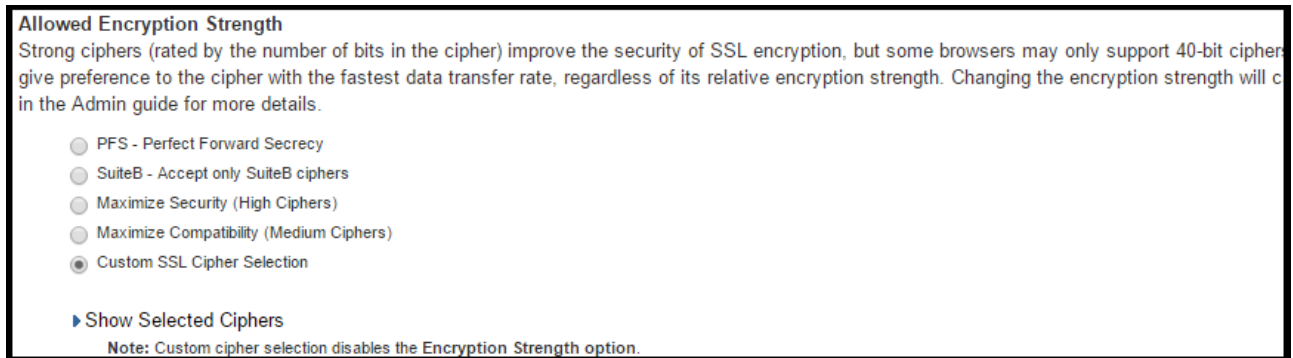 Allowed Encryption Strength
Strong ciphers (rated by the number of bits in the cipher) improve the security of SSL encryption, but some browsers may only support 40-bit ciphers
give preference to the cipher with the fastest data transfer rate, regardless of its relative encryption strength. Changing the encryption strength will
in the Admin guide for more details.
PFS - Perfect Forward Secrecy
SuiteB - Accept only SuiteB ciphers
Maximize Security (High Ciphers)
Maximize Compatibility (Medium Ciphers)
Custom SSL Cipher Selection
Show Selected Ciphers
Note: Custom cipher selection disables the Encryption Strength option.